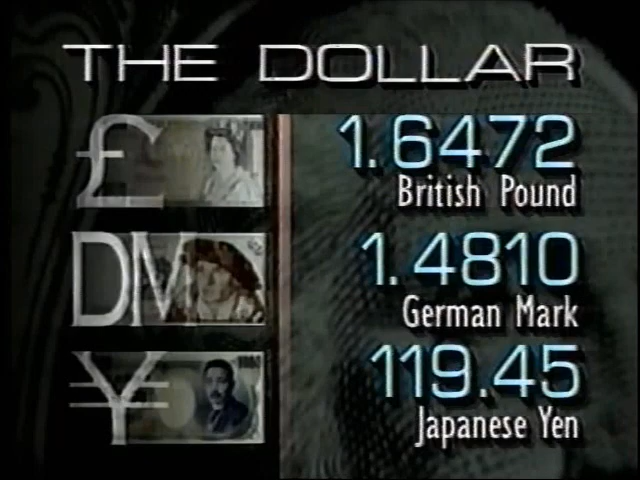 THE DOLLAR
£ 1.6472
British Pound
DM 1.4810
German Mark
¥ 119.45
Japanese Yen